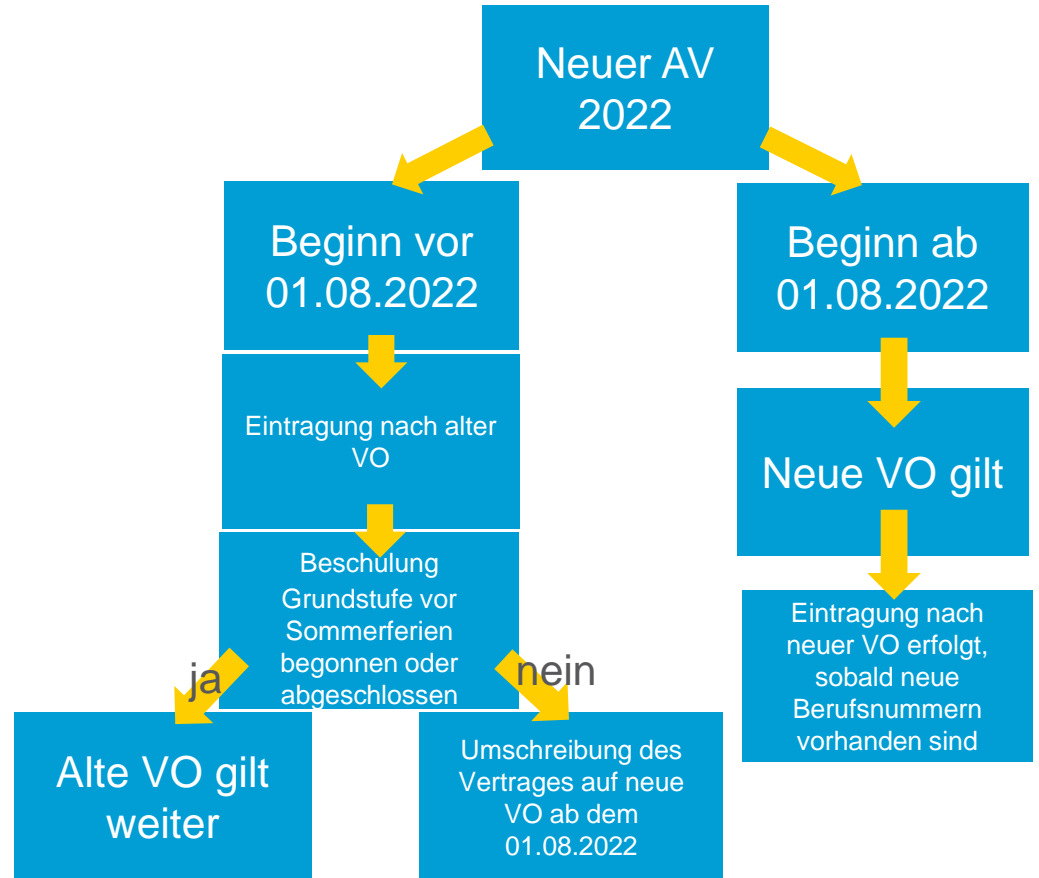 Neuer AV
2022
Beginn vor
01.08.2022
Beginn ab
01.08.2022
Eintragung nach alter
VO
Neue VO gilt
Beschulung
Grundstufe vor
Sommerferien
begonnen oder
abgeschlossen
Eintragung nach
neuer VO erfolgt,
sobald neue
Berufsnummern
vorhanden sind
ja
nein
Alte VO gilt
weiter
Umschreibung des
Vertrages auf neue
VO ab dem
01.08.2022